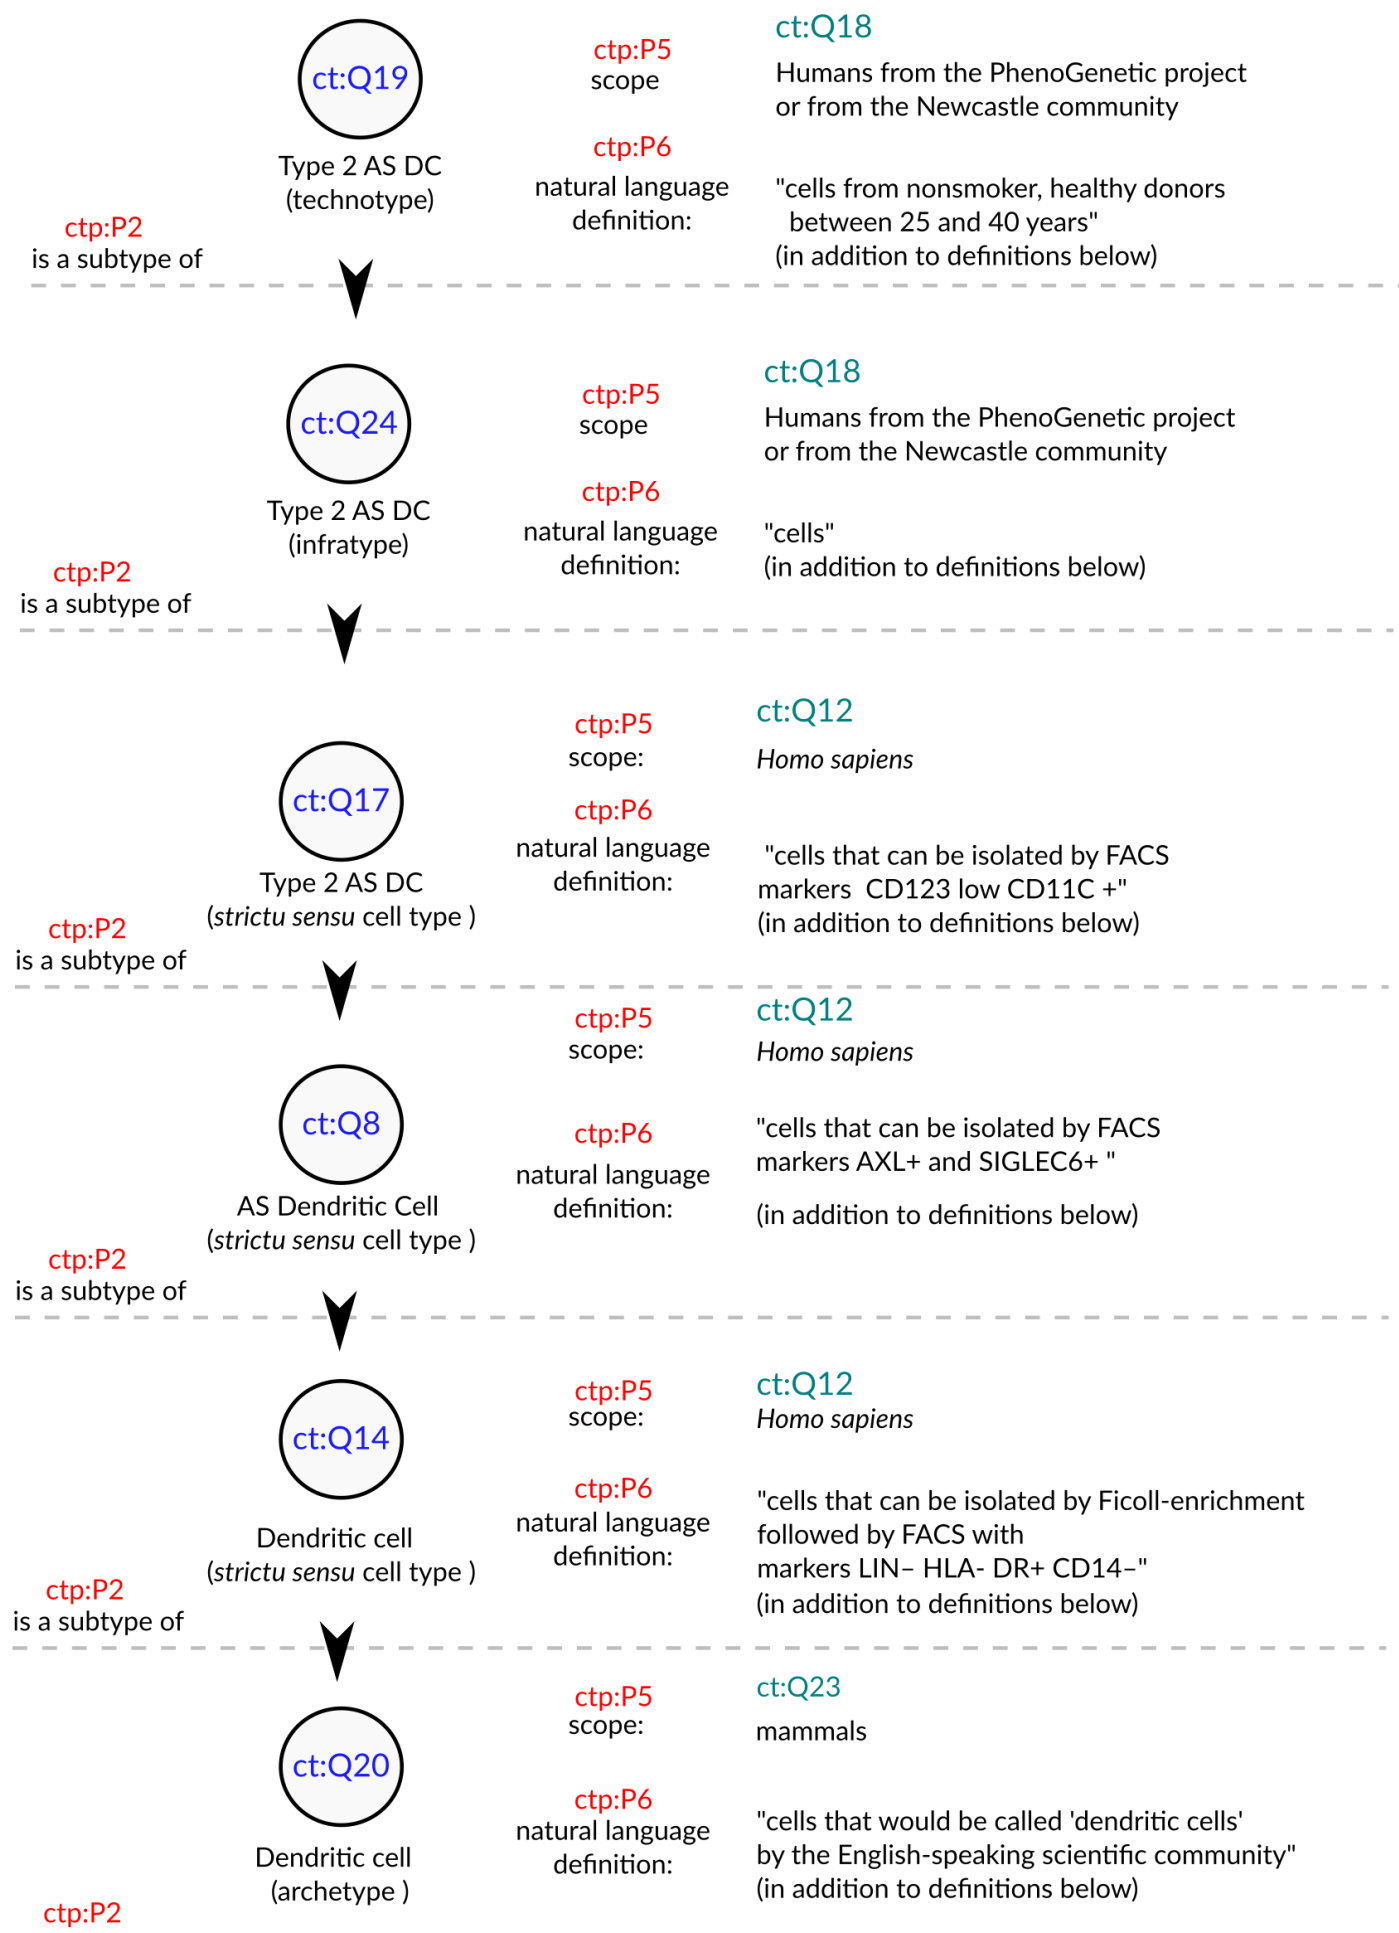 ct:Q19
Type 2 AS DC
(technotype)
ctp:P5
scope
ct:Q18
Humans from the PhenoGenetic project
or from the Newcastle community
ctp:P6
natural language
definition:
"cells from nonsmoker, healthy donors
between 25 and 40 years"
(in addition to definitions below)
ctp:P2
is a subtype of
ct:Q24
Type 2 AS DC
(infratype)
ctp:P5
scope
ct:Q18
Humans from the PhenoGenetic project
or from the Newcastle community
ctp:P6
natural language
definition:
"cells"
(in addition to definitions below)
ctp:P2
is a subtype of
ct:Q17
Type 2 AS DC
(strictu sensu cell type )
ctp:P5
scope:
ct:Q12
Homo sapiens
ctp:P6
natural language
definition:
"cells that can be isolated by FACS
markers CD123 low CD11C +"
(in addition to definitions below)
ctp:P2
is a subtype of
ct:Q8
AS Dendritic Cell
(strictu sensu cell type )
ctp:P5
scope:
ct:Q12
Homo sapiens
ctp:P6
natural language
definition:
"cells that can be isolated by FACS
markers AXL+ and SIGLEC6+ "
(in addition to definitions below)
ctp:P2
is a subtype of
ct:Q14
Dendritic cell
(strictu sensu cell type )
ctp:P5
scope:
ct:Q12
Homo sapiens
ctp:P6
natural language
definition:
"cells that can be isolated by Ficoll-enrichment
followed by FACS with
markers LIN– HLA- DR+ CD14–"
(in addition to definitions below)
ctp:P2
is a subtype of
ct:Q20
Dendritic cell
(archetype )
ctp:P5
scope:
ct:Q23
mammals
ctp:P6
natural language
definition:
"cells that would be called 'dendritic cells'
by the English-speaking scientific community"
(in addition to definitions below)
ctp:P2